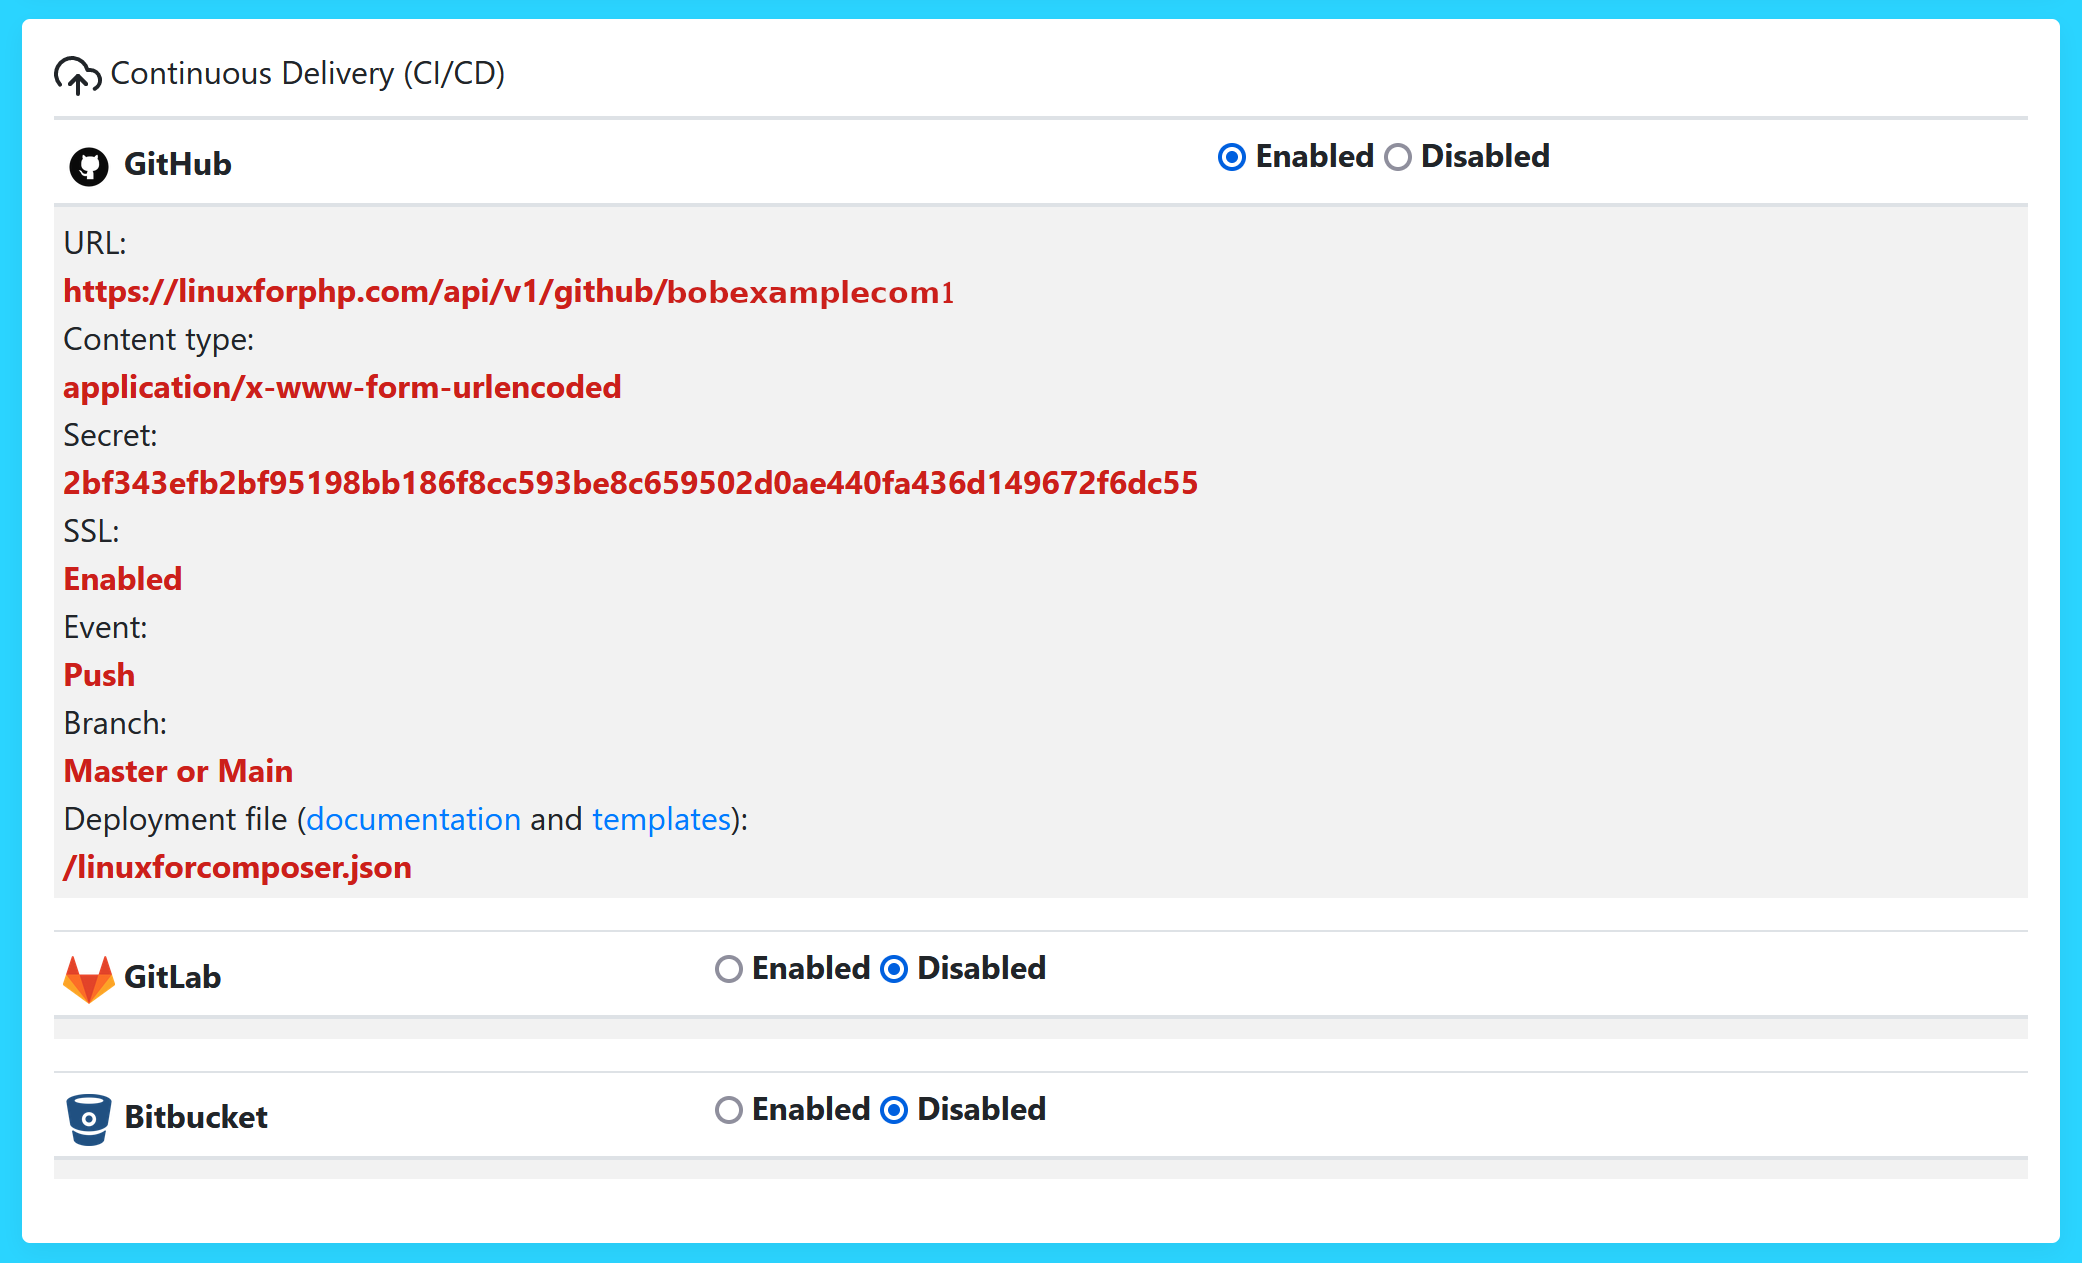 Continuous Delivery (CI/CD)
GitHub Enabled Disabled
URL:
https://linuxforphp.com/api/v1/github/bobexamplecom1
Content type:
application/x-www-form-urlencoded
Secret:
2bf343efb2bf95198bb186f8cc593be8c659502d0ae440fa436d149672f6dc55
SSL:
Enabled
Event:
Push
Branch:
Master or Main
Deployment file (documentation and templates):
/linuxforcomposer.json
GitLab Enabled Disabled
Bitbucket Enabled Disabled